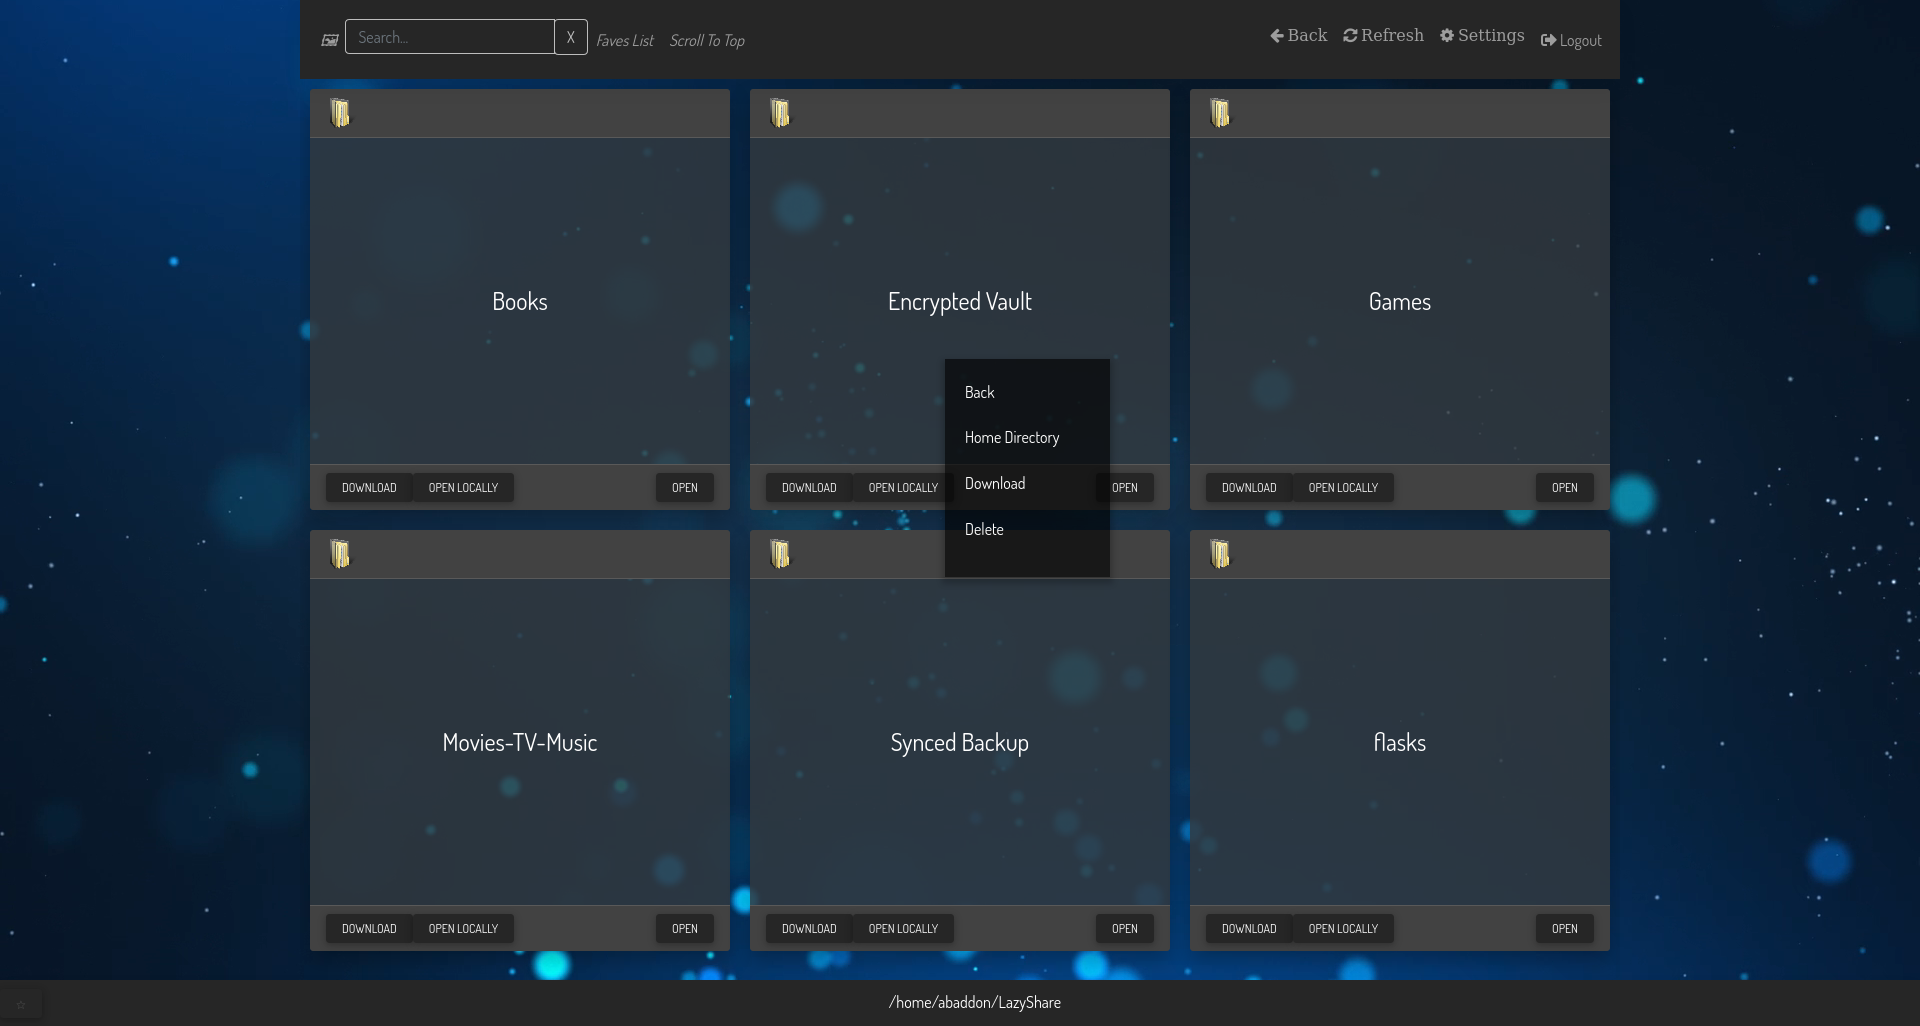 Search... X Faves List Scroll To Top Back Refresh Settings Logout
Books
Encrypted Vault
Games
Back
Home Directory
Download
Delete
DOWNLOAD OPEN LOCALLY OPEN
DOWNLOAD OPEN LOCALLY OPEN
DOWNLOAD OPEN LOCALLY OPEN
Movies-TV-Music
Synced Backup
flasks
DOWNLOAD OPEN LOCALLY OPEN
DOWNLOAD OPEN LOCALLY OPEN
DOWNLOAD OPEN LOCALLY OPEN
/home/abaddon/LazyShare